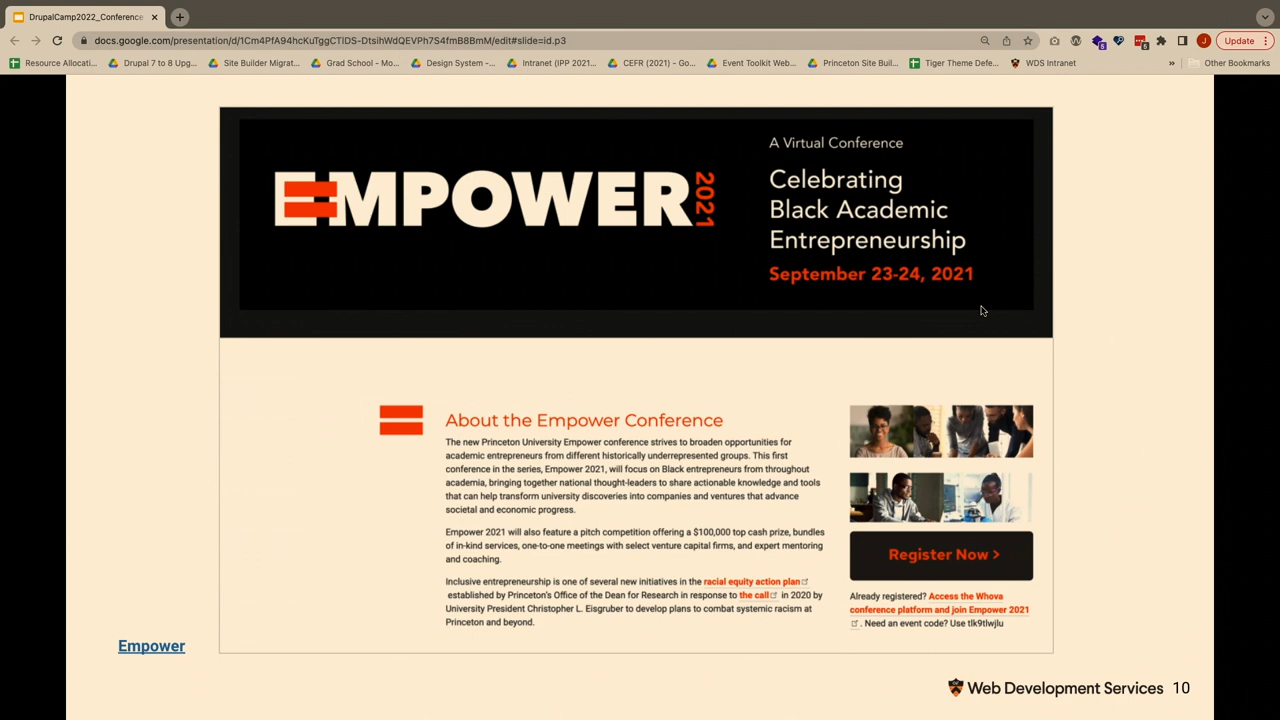 DrupalCamp2022_Conference
docs.google.com/presentation/d/1Cm4PfA94hcKuTggCTIDS-DtsihWdQEVPh7S4fmB8BmM/edit#slide=id.p3
J
Update
Resource Allocati...
Drupal 7 to 8 Upg...
Site Builder Migrat...
Grad School - Mo...
Design System -...
Intranet (IPP 2021...
CEFR (2021) - Go...
Event Toolkit Web...
Princeton Site Buil...
Tiger Theme Defe...
WDS Intranet
»
Other Bookmarks
EMPOWER 2021
A Virtual Conference
Celebrating
Black Academic
Entrepreneurship
September 23-24, 2021
About the Empower Conference
The new Princeton University Empower conference strives to broaden opportunities for
academic entrepreneurs from different historically underrepresented groups. This first
conference in the series, Empower 2021, will focus on Black entrepreneurs from throughout
academia, bringing together national thought-leaders to share actionable knowledge and tools
that can help transform university discoveries into companies and ventures that advance
societal and economic progress.
Empower 2021 will also feature a pitch competition offering a $100,000 top cash prize, bundles
of in-kind services, one-to-one meetings with select venture capital firms, and expert mentoring
and coaching.
Inclusive entrepreneurship is one of several new initiatives in the racial equity action plan
established by Princeton's Office of the Dean for Research in response to the call in 2020 by
University President Christopher L. Eisgruber to develop plans to combat systemic racism at
Princeton and beyond.
Register Now >
Already registered? Access the Whova
conference platform and join Empower 2021
. Need an event code? Use tlk9tlwjlu
Empower
Web Development Services 10